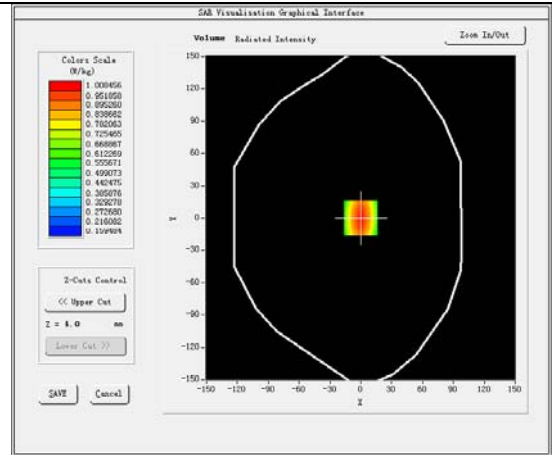 SAR Visualisation Graphical Interface
Volume Radiated Intensity
Zoom In/Out
Colors Scale
(W/kg)
1.008456
0.951858
0.895260
0.838662
0.782063
0.725465
0.668867
0.612269
0.555671
0.499073
0.442475
0.385876
0.329278
0.272680
0.216082
0.159484
150
120
90
60
30
Y
0
-30
-60
-90
-120
-150
-150 -120 -90 -60 -30 0 30 60 90 120 150
X
Z-Cuts Control
<< Upper Cut
Z = 4.0 mm
Lower Cut >>
SAVE Cancel